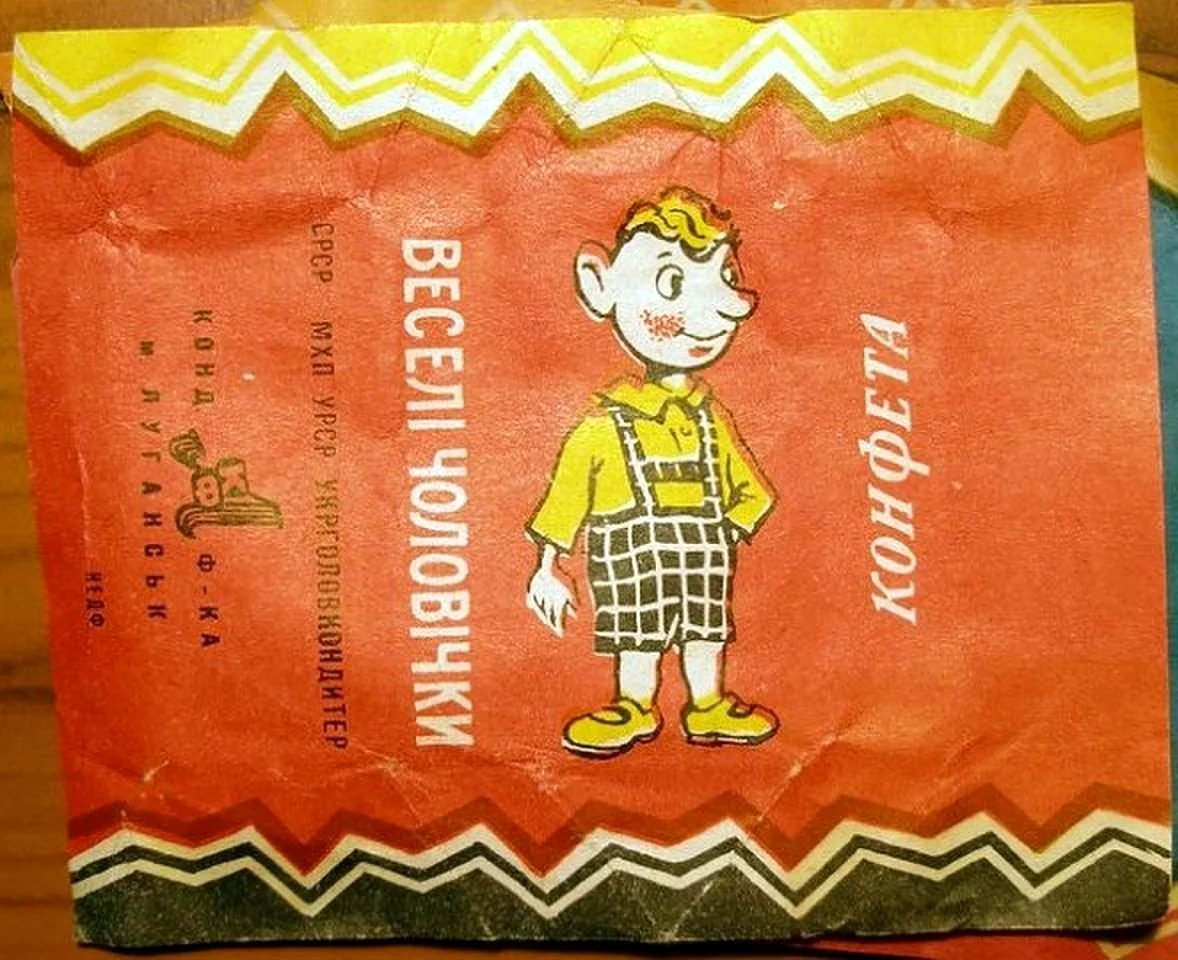 КОНФЕТА
ВЕСЕЛІ ЧОЛОВІЧКИ
СРСР МХП УРСР УКРГОЛОВКОНДИТЕР
КОНД Ф-КА
м ЛУГАНСЬК